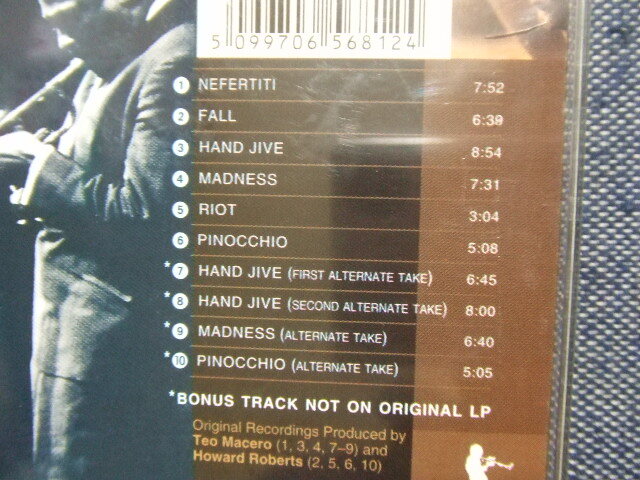 5 099706 568124
1 NEFERTITI 7:52
2 FALL 6:39
3 HAND JIVE 8:54
4 MADNESS 7:31
5 RIOT 3:04
6 PINOCCHIO 5:08
*7 HAND JIVE (FIRST ALTERNATE TAKE) 6:45
*8 HAND JIVE (SECOND ALTERNATE TAKE) 8:00
*9 MADNESS (ALTERNATE TAKE) 6:40
*10 PINOCCHIO (ALTERNATE TAKE) 5:05
*BONUS TRACK NOT ON ORIGINAL LP
Original Recordings Produced by
Teo Macero (1, 3, 4, 7–9) and
Howard Roberts (2, 5, 6, 10)